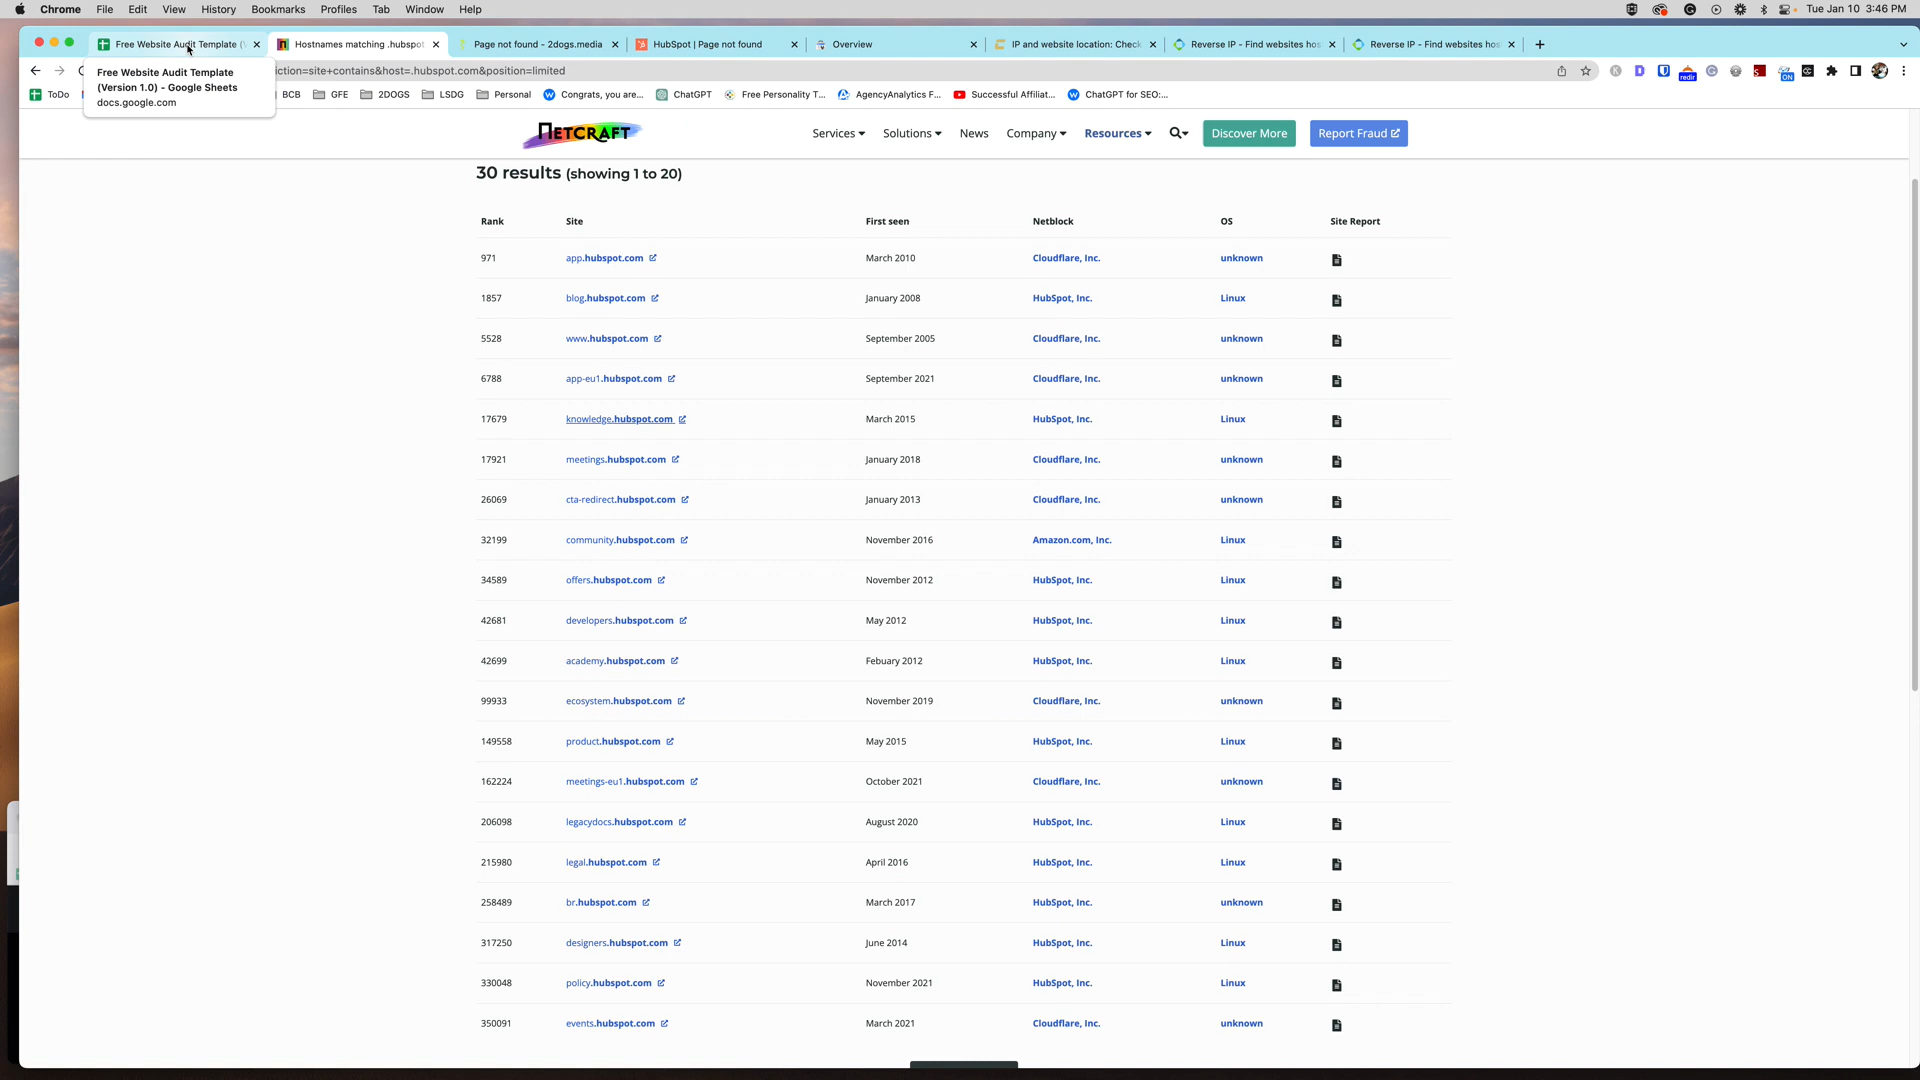 Chrome File Edit View History Bookmarks Profiles Tab Window Help Tue Jan 10 3:46 PM
Free Website Audit Template (V Hostnames matching .hubspot Page not found - 2dogs.media HubSpot | Page not found Overview IP and website location: Check Reverse IP - Find websites hos Reverse IP - Find websites hos
iction=site+contains&host=.hubspot.com&position=limited
Free Website Audit Template
(Version 1.0) - Google Sheets
docs.google.com
ToDo BCB GFE 2DOGS LSDG Personal Congrats, you are... ChatGPT Free Personality T... AgencyAnalytics F... Successful Affiliat... ChatGPT for SEO:...
redir ON
NETCRAFT Services Solutions News Company Resources Discover More Report Fraud
30 results (showing 1 to 20)
Rank Site First seen Netblock OS Site Report
971 app.hubspot.com March 2010 Cloudflare, Inc. unknown
1857 blog.hubspot.com January 2008 HubSpot, Inc. Linux
5528 www.hubspot.com September 2005 Cloudflare, Inc. unknown
6788 app-eu1.hubspot.com September 2021 Cloudflare, Inc. unknown
17679 knowledge.hubspot.com March 2015 HubSpot, Inc. Linux
17921 meetings.hubspot.com January 2018 Cloudflare, Inc. unknown
26069 cta-redirect.hubspot.com January 2013 Cloudflare, Inc. unknown
32199 community.hubspot.com November 2016 Amazon.com, Inc. Linux
34589 offers.hubspot.com November 2012 HubSpot, Inc. Linux
42681 developers.hubspot.com May 2012 HubSpot, Inc. Linux
42699 academy.hubspot.com Febuary 2012 HubSpot, Inc. Linux
99933 ecosystem.hubspot.com November 2019 Cloudflare, Inc. unknown
149558 product.hubspot.com May 2015 HubSpot, Inc. Linux
162224 meetings-eu1.hubspot.com October 2021 Cloudflare, Inc. unknown
206098 legacydocs.hubspot.com August 2020 HubSpot, Inc. Linux
215980 legal.hubspot.com April 2016 HubSpot, Inc. Linux
258489 br.hubspot.com March 2017 HubSpot, Inc. unknown
317250 designers.hubspot.com June 2014 HubSpot, Inc. Linux
330048 policy.hubspot.com November 2021 HubSpot, Inc. Linux
350091 events.hubspot.com March 2021 Cloudflare, Inc. unknown